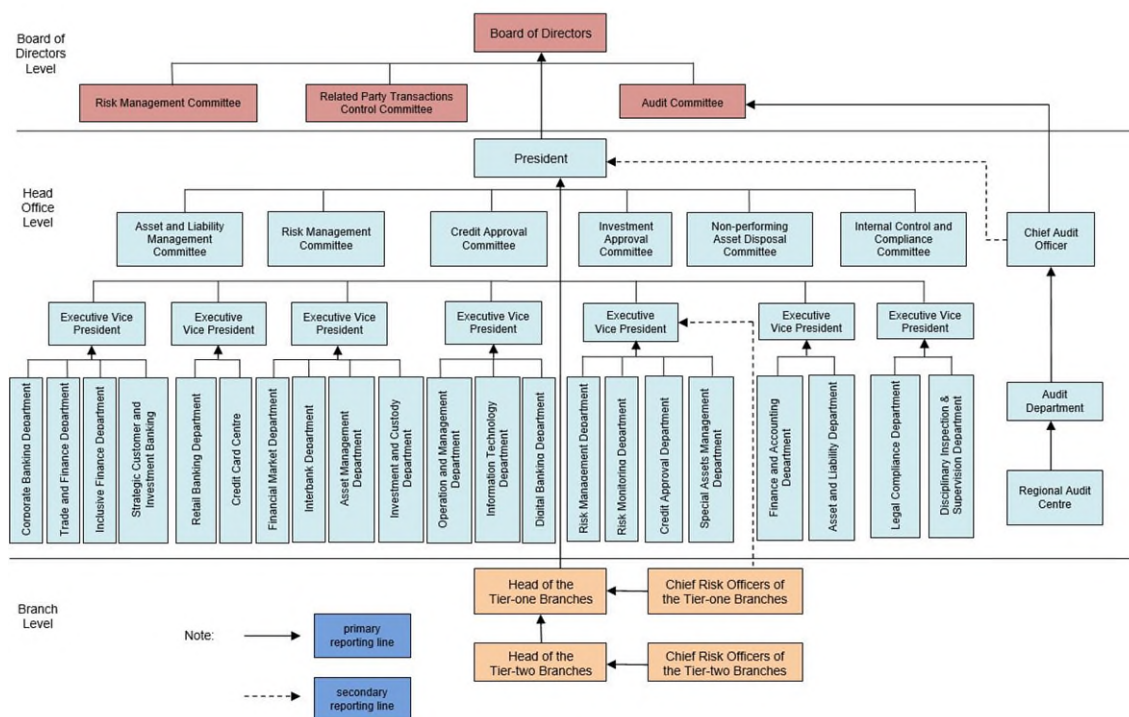 Board of
Directors
Level
Board of
Directors
Risk Management Committee
Related Party Transactions
Control Committee
Audit Committee
President
Head
Office
Level
Asset and Liability
Management
Committee
Risk Management
Committee
Credit Approval
Committee
Investment
Approval
Committee
Non-performing
Asset Disposal
Committee
Internal Control and
Compliance
Committee
Chief Audit
Officer
Executive Vice
President
Executive
Vice President
Executive Vice
President
Executive Vice
President
Executive
Vice President
Executive
Vice President
Executive Vice
President
Corporate Banking Department
Trade and Finance Department
Inclusive Finance Department
Strategic Customer and
Investment Banking
Retail Banking Department
Credit Card Centre
Financial Market Department
Interbank Department
Asset Management
Department
Investment and Custody
Department
Operation and Management
Department
Information Technology
Department
Digital Banking Department
Risk Management Department
Risk Monitoring Department
Credit Approval Department
Special Assets Management
Department
Finance and Accounting
Department
Asset and Liability Department
Legal Compliance Department
Disciplinary Inspection &
Supervision Department
Audit
Department
Regional Audit
Centre
Branch
Level
Head of the
Tier-one Branches
Chief Risk Officers of
the Tier-one Branches
Note:
primary
reporting line
Head of the
Tier-two Branches
Chief Risk Officers of
the Tier-two Branches
secondary
reporting line